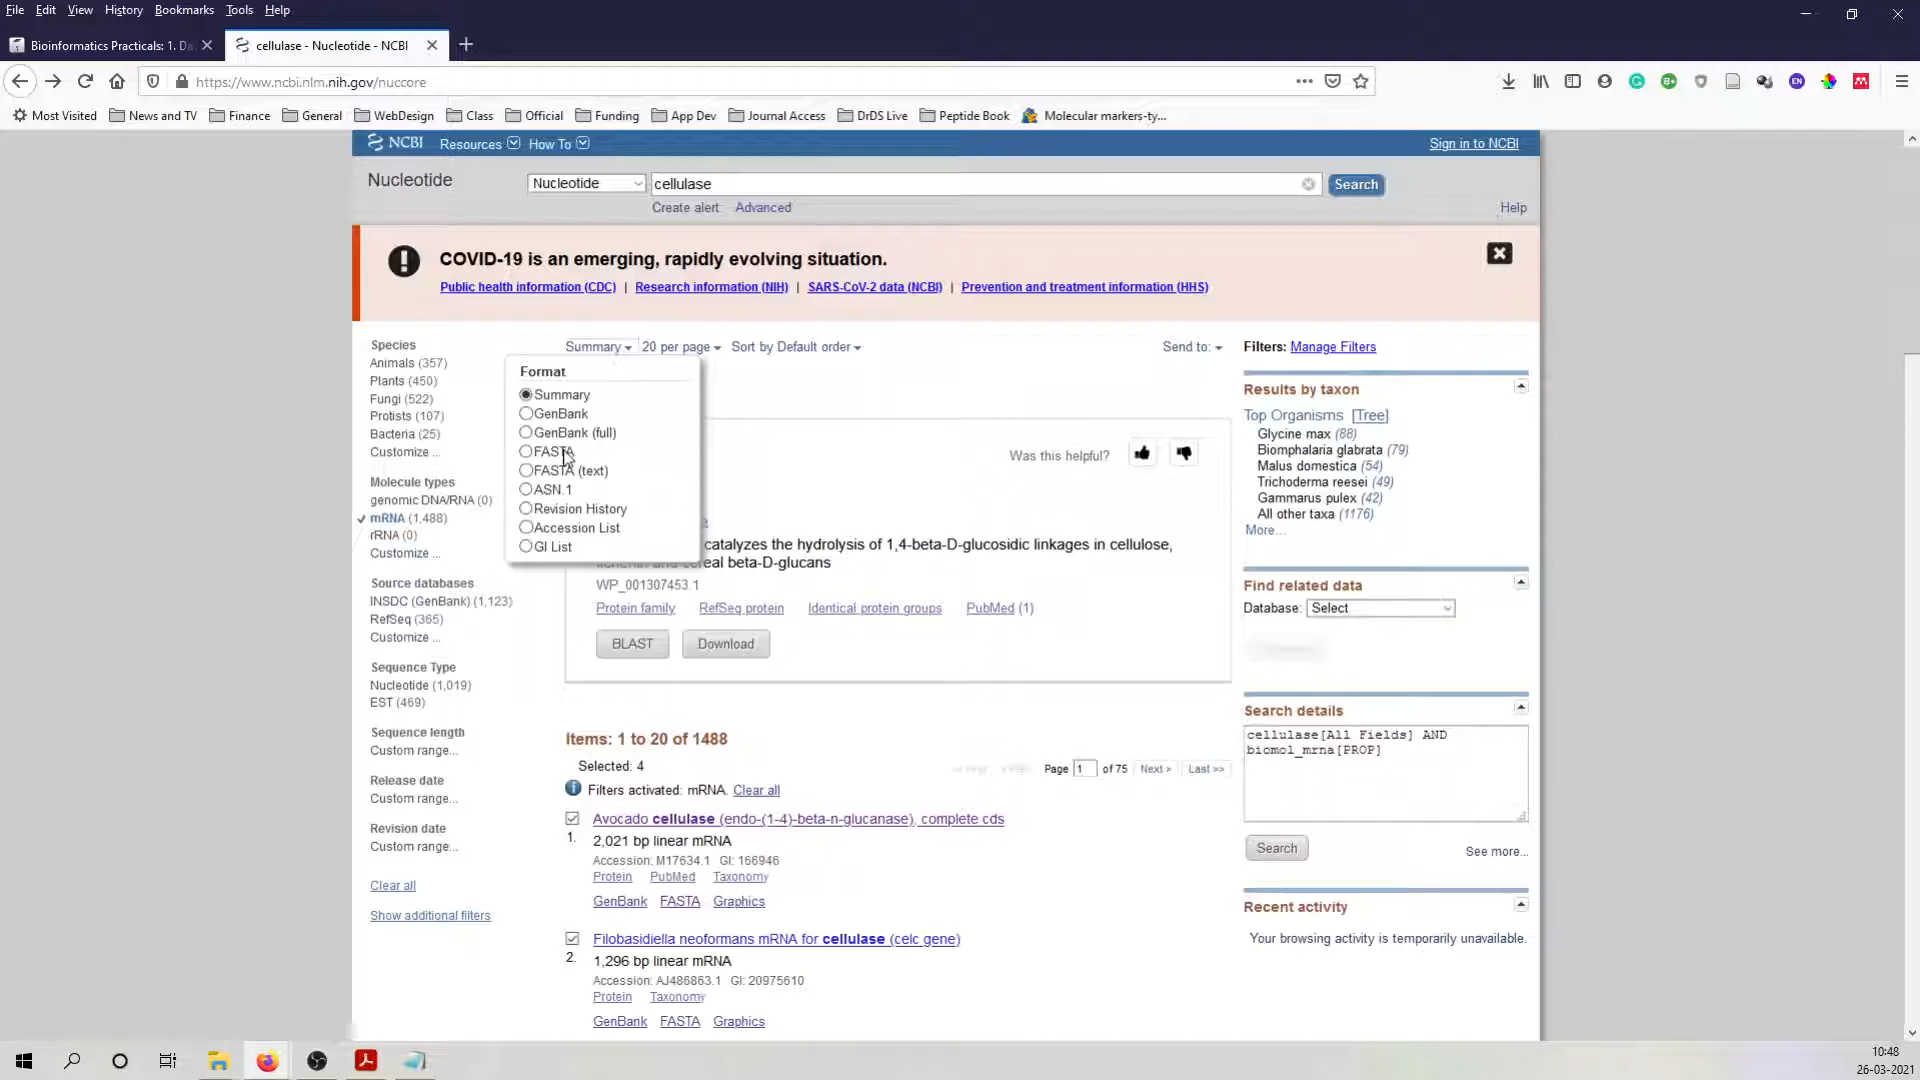 File Edit View History Bookmarks Tools Help
Bioinformatics Practicals: 1. Da
cellulase - Nucleotide - NCBI
https://www.ncbi.nlm.nih.gov/nuccore
Most Visited News and TV Finance General WebDesign Class Official Funding App Dev Journal Access DrDS Live Peptide Book Molecular markers-ty...
NCBI Resources How To Sign in to NCBI
Nucleotide Nucleotide cellulase Search
Create alert Advanced Help
COVID-19 is an emerging, rapidly evolving situation.
Public health information (CDC) | Research information (NIH) | SARS-CoV-2 data (NCBI) | Prevention and treatment information (HHS)
Species
Animals (357)
Plants (450)
Fungi (522)
Protists (107)
Bacteria (25)
Customize ...
Molecule types
genomic DNA/RNA (0)
mRNA (1,488)
rRNA (0)
Customize ...
Source databases
INSDC (GenBank) (1,123)
RefSeq (365)
Customize ...
Sequence Type
Nucleotide (1,019)
EST (469)
Sequence length
Custom range...
Release date
Custom range...
Revision date
Custom range...
Clear all
Show additional filters
Summary 20 per page Sort by Default order Send to:
Format
Summary
GenBank
GenBank (full)
FASTA
FASTA (text)
ASN.1
Revision History
Accession List
GI List
Was this helpful?
catalyzes the hydrolysis of 1,4-beta-D-glucosidic linkages in cellulose,
beta-D-glucans
WP_001307453.1
Protein family RefSeq protein Identical protein groups PubMed (1)
BLAST Download
Items: 1 to 20 of 1488
Selected: 4
Page 1 of 75 Next > Last >>
Filters activated: mRNA. Clear all
Avocado cellulase (endo-(1-4)-beta-n-glucanase), complete cds
1. 2,021 bp linear mRNA
Accession: M17634.1 GI: 166946
Protein PubMed Taxonomy
GenBank FASTA Graphics
Filobasidiella neoformans mRNA for cellulase (celc gene)
2. 1,296 bp linear mRNA
Accession: AJ486863.1 GI: 20975610
Protein Taxonomy
GenBank FASTA Graphics
Filters: Manage Filters
Results by taxon
Top Organisms [Tree]
Glycine max (88)
Biomphalaria glabrata (79)
Malus domestica (54)
Trichoderma reesei (49)
Gammarus pulex (42)
All other taxa (1176)
More...
Find related data
Database: Select
Search details
cellulase[All Fields] AND
biomol_mrna[PROP]
Search See more...
Recent activity
Your browsing activity is temporarily unavailable.
10:48
26-03-2021